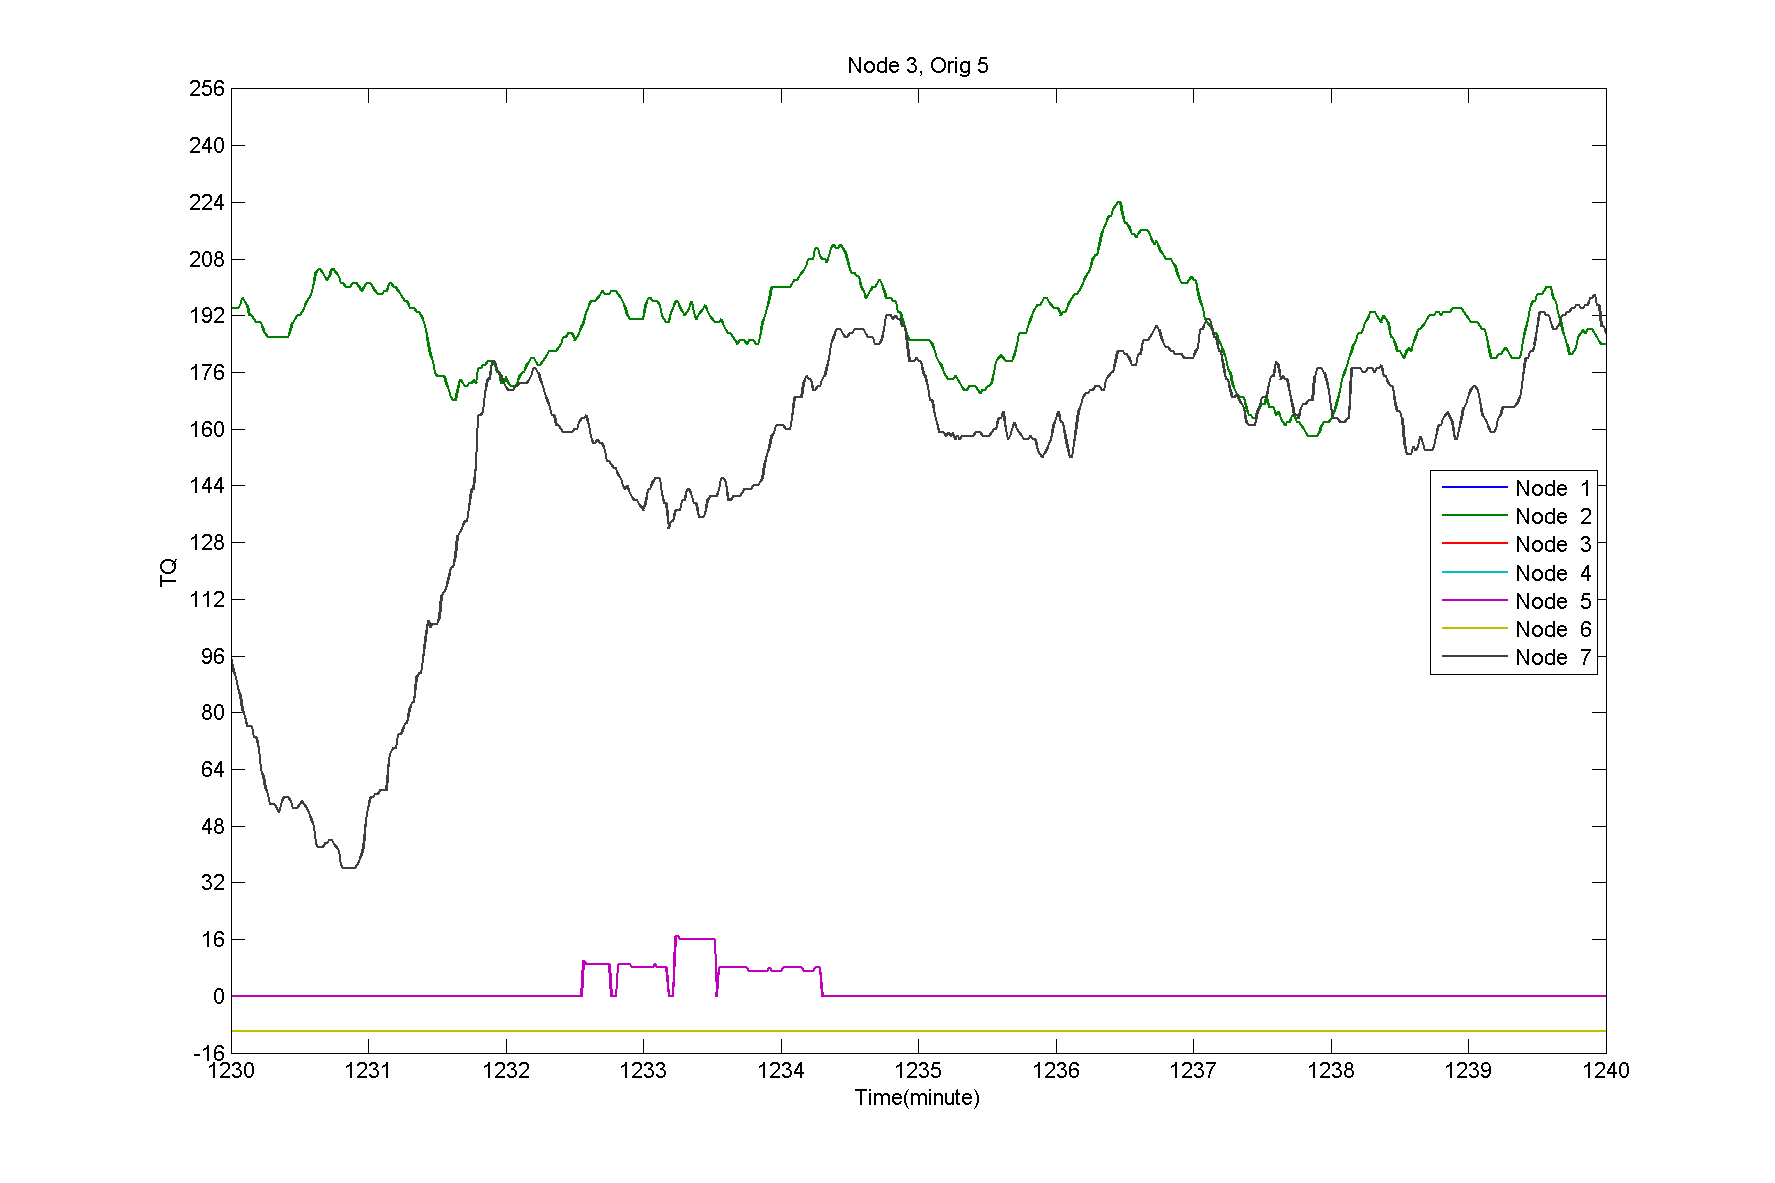 Node 3, Orig 5
256
240
224
208
192
176
160
144
128
112
96
80
64
48
32
16
0
-16
TQ
Node 1
Node 2
Node 3
Node 4
Node 5
Node 6
Node 7
1230 1231 1232 1233 1234 1235 1236 1237 1238 1239 1240
Time(minute)